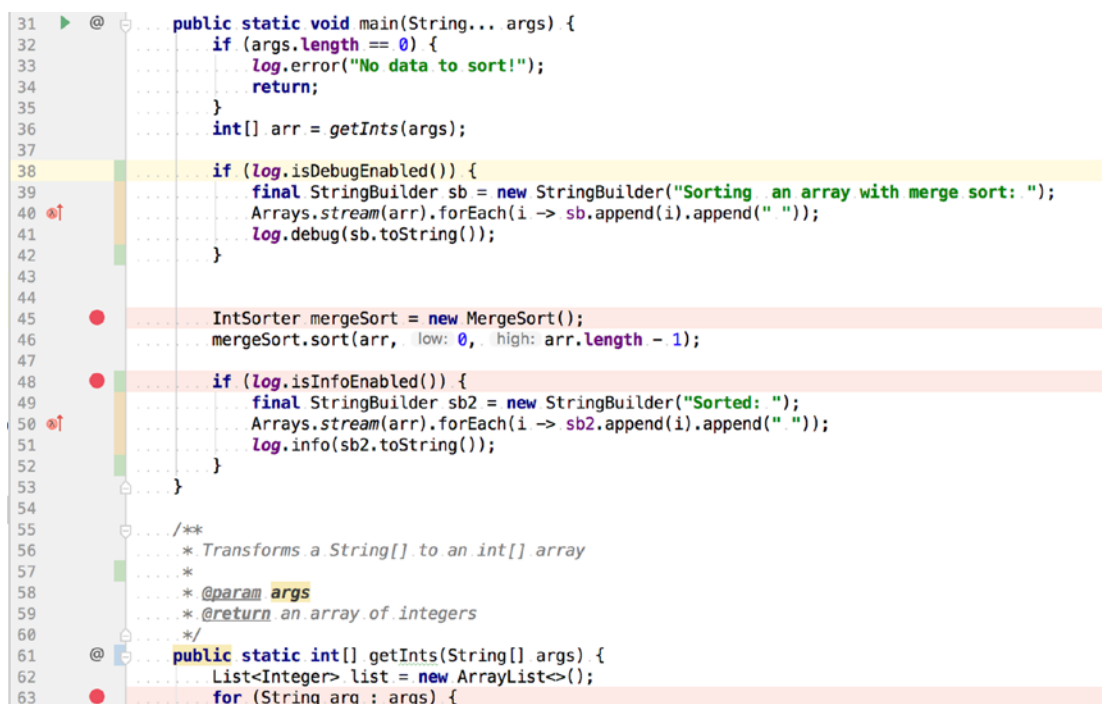 31 @ public static void main(String... args) {
32 if (args.length == 0) {
33 log.error("No data to sort!");
34 return;
35 }
36 int[] arr = getInts(args);
37
38 if (log.isDebugEnabled()) {
39 final StringBuilder sb = new StringBuilder("Sorting  an array with merge sort: ");
40 Arrays.stream(arr).forEach(i -> sb.append(i).append(" "));
41 log.debug(sb.toString());
42 }
43
44
45 IntSorter mergeSort = new MergeSort();
46 mergeSort.sort(arr, low: 0, high: arr.length - 1);
47
48 if (log.isInfoEnabled()) {
49 final StringBuilder sb2 = new StringBuilder("Sorted: ");
50 Arrays.stream(arr).forEach(i -> sb2.append(i).append(" "));
51 log.info(sb2.toString());
52 }
53 }
54
55 /**
56 * Transforms a String[] to an int[] array
57 *
58 * @param args
59 * @return an array of integers
60 */
61 @ public static int[] getInts(String[] args) {
62 List<Integer> list = new ArrayList<>();
63 for (String arg : args) {